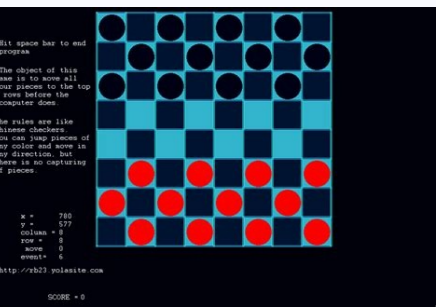 Hit space bar to end
program
The object of this
ame is to move all
our pieces to the top
rows before the
computer does.
he rules are like
hinese checkers.
ou can jump pieces of
ny color and move in
ny direction, but
here is no capturing
f pieces.
x = 780
y = 577
column = 8
row = 8
move 0
event= 6
http://rb23.yolasite.com
SCORE = 0